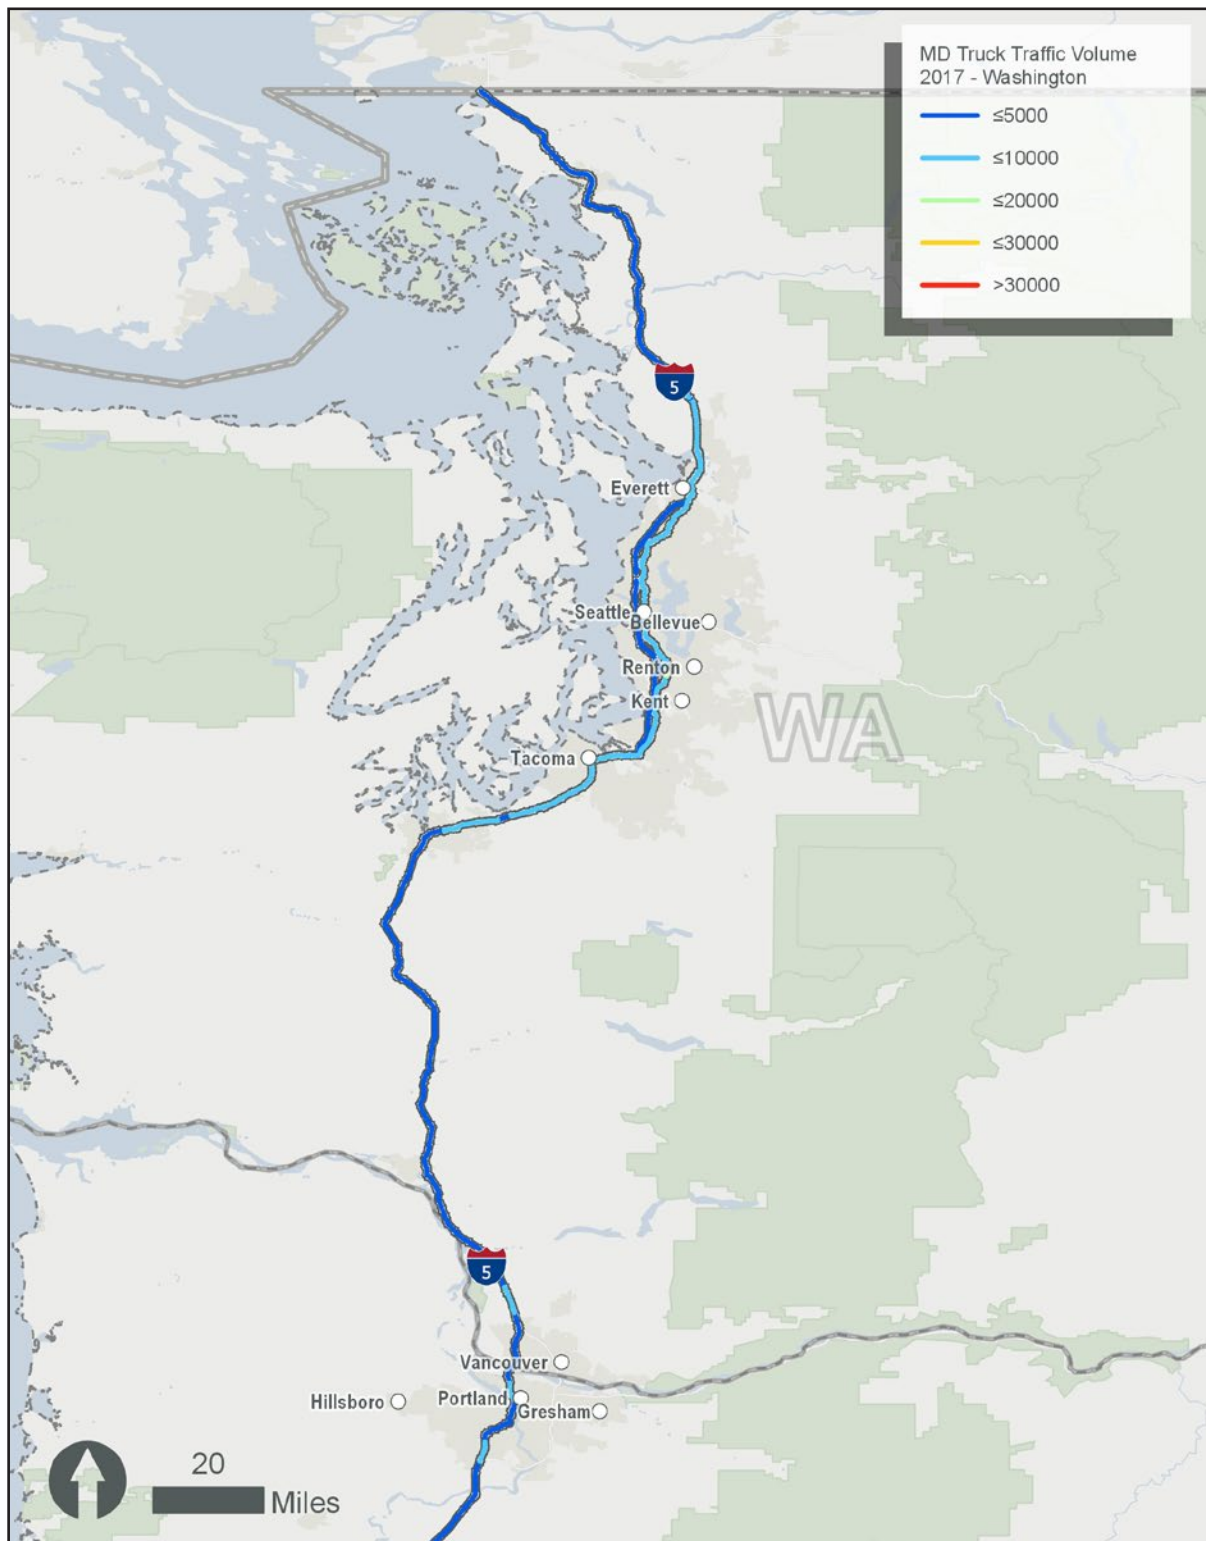 MD Truck Traffic Volume
2017 - Washington
≤5000
≤10000
≤20000
≤30000
>30000
5
Everett
Seattle
Bellevue
Renton
Kent
WA
Tacoma
5
Vancouver
Hillsboro
Portland
Gresham
20
Miles